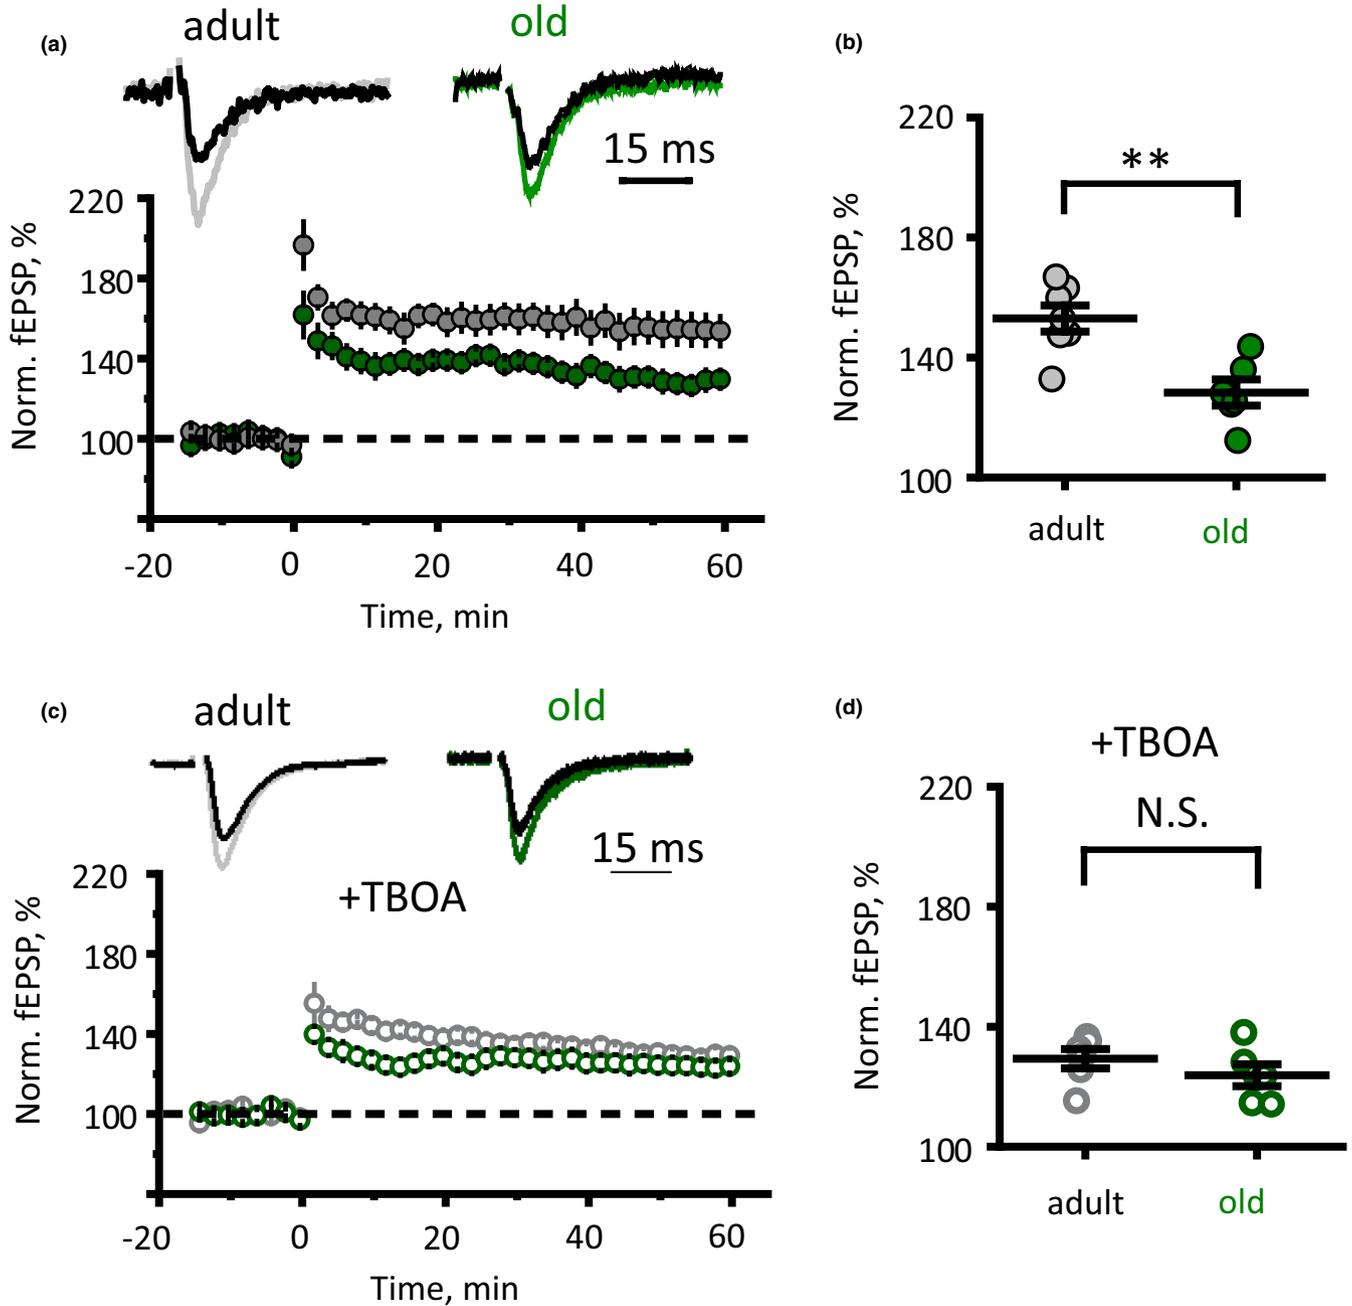 (a)
adult
old
15 ms
Norm. fEPSP, %
220
180
140
100
-20
0
20
40
60
Time, min
(b)
Norm. fEPSP, %
220
180
140
100
**
adult
old
(c)
adult
old
15 ms
+TBOA
Norm. fEPSP, %
220
180
140
100
-20
0
20
40
60
Time, min
(d)
+TBOA
N.S.
Norm. fEPSP, %
220
180
140
100
adult
old